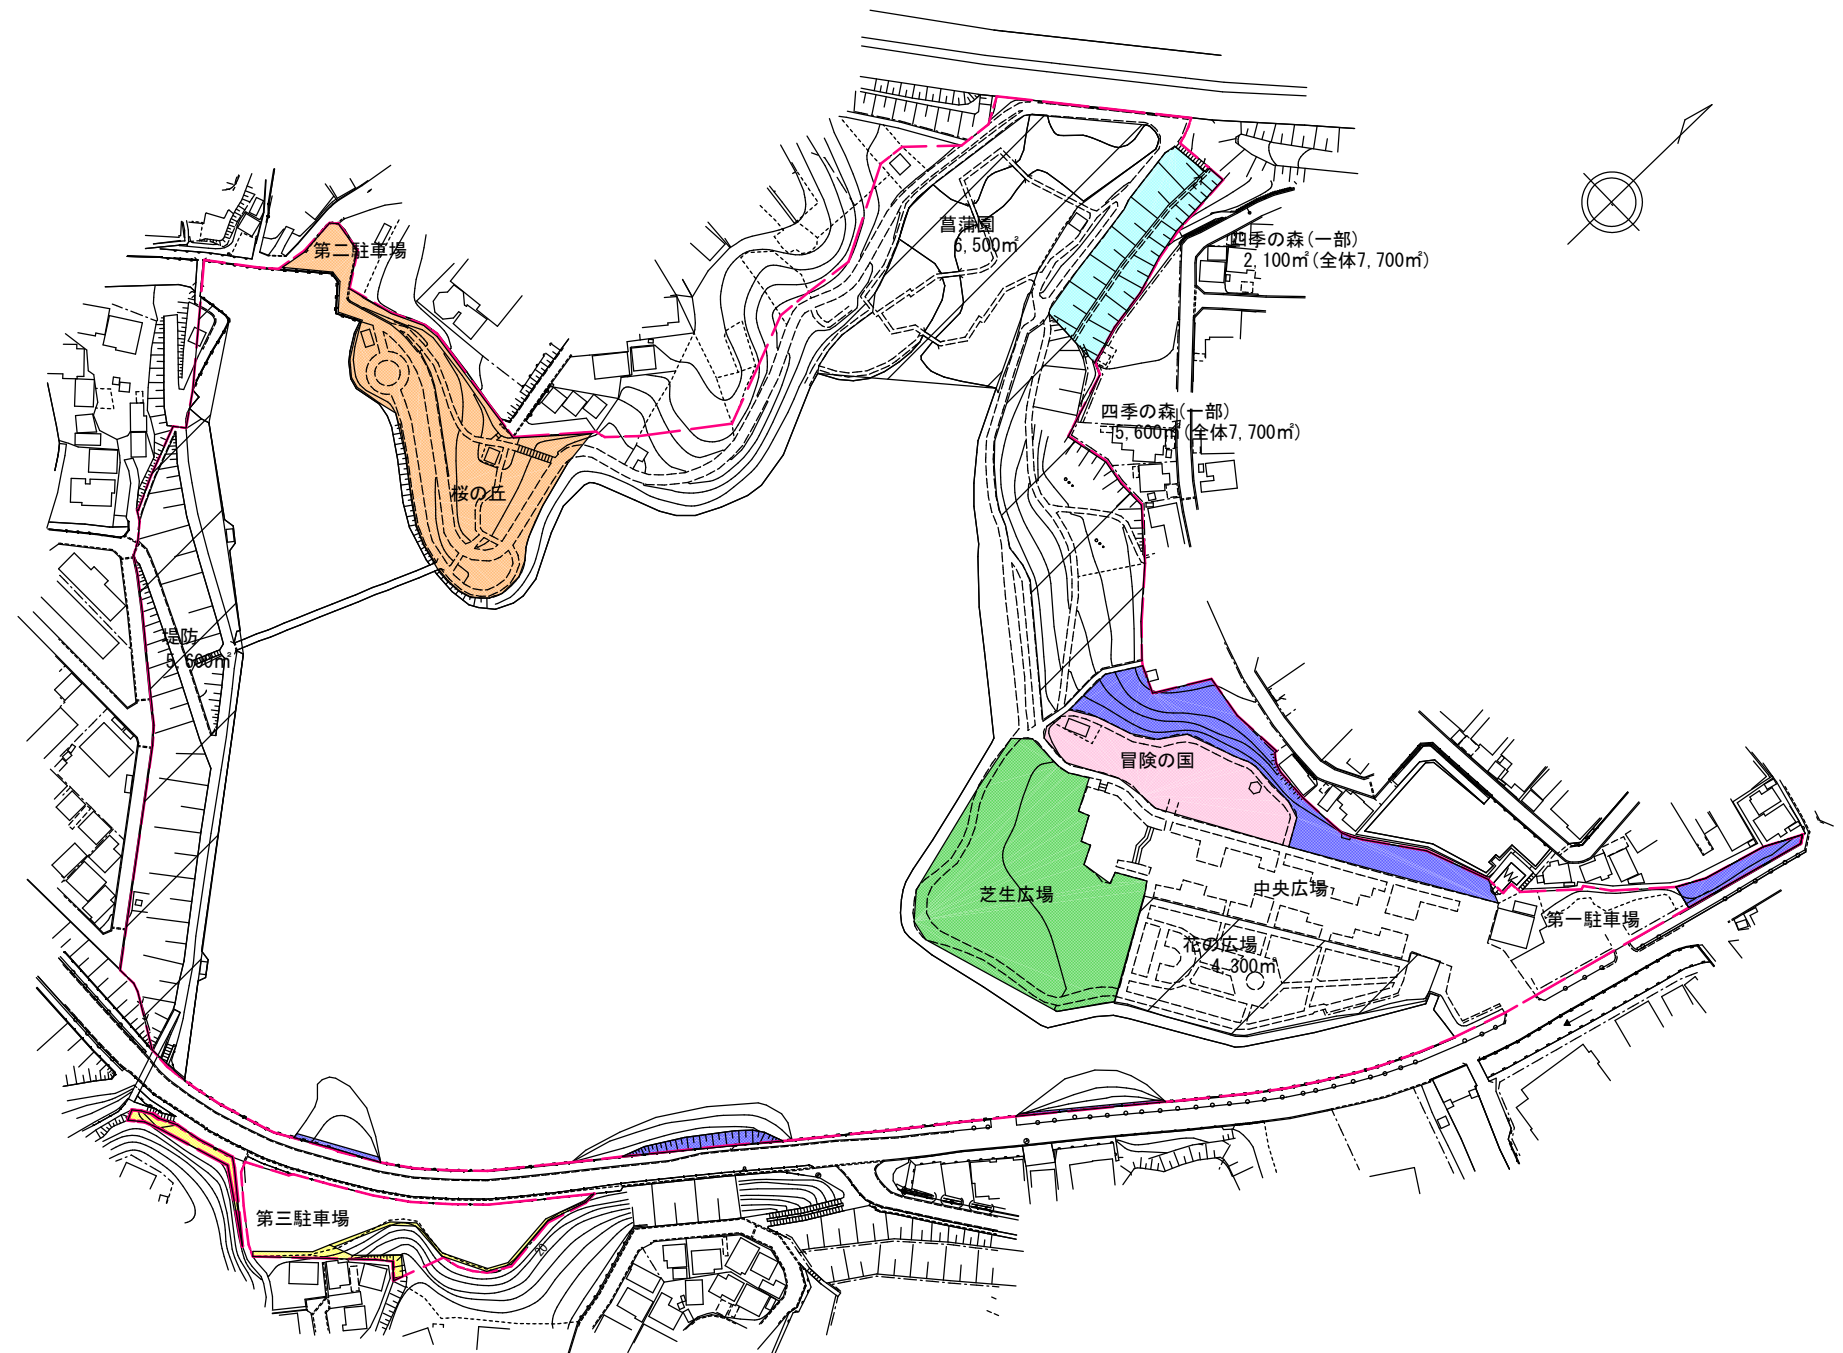 第二駐車場
菖蒲園
6,500㎡
四季の森(一部)
2,100㎡(全体7,700㎡)
四季の森(一部)
5,600㎡(全体7,700㎡)
桜の丘
堤防
5,600㎡
冒険の国
芝生広場
中央広場
第一駐車場
花の広場
4,300㎡
第三駐車場
20